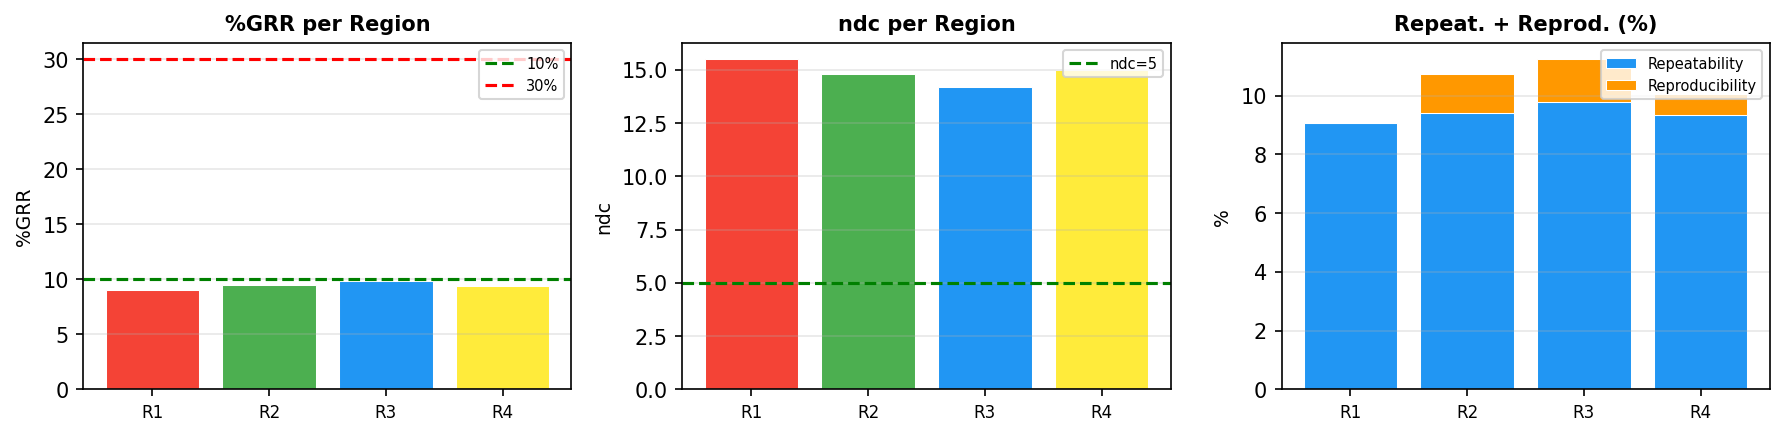 %GRR per Region
%GRR
30
25
20
15
10
5
0
10%
30%
R1 R2 R3 R4
ndc per Region
ndc
15.0
12.5
10.0
7.5
5.0
2.5
0.0
ndc=5
R1 R2 R3 R4
Repeat. + Reprod. (%)
%
10
8
6
4
2
0
Repeatability
Reproducibility
R1 R2 R3 R4